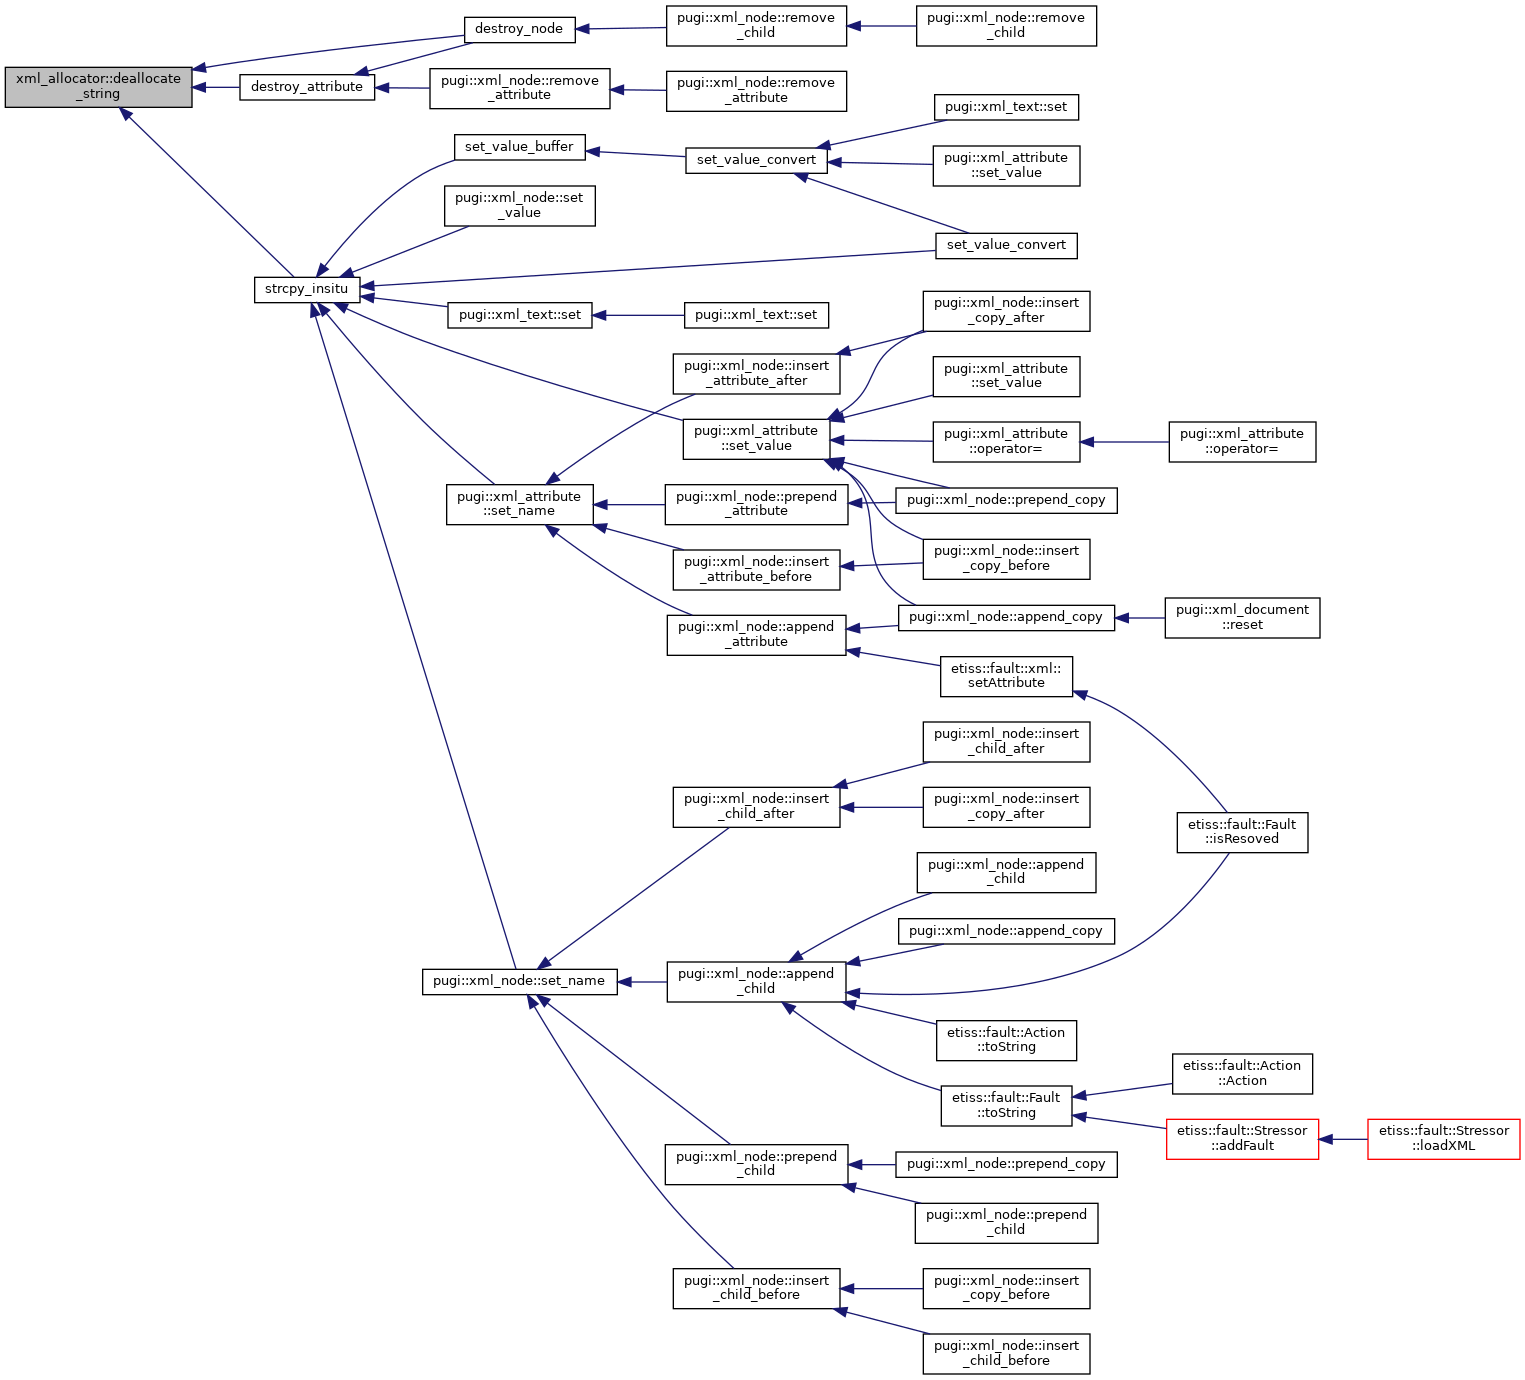 xml_allocator::deallocate
_string
destroy_node
destroy_attribute
pugi::xml_node::remove
_child
pugi::xml_node::remove
_child
pugi::xml_node::remove
_attribute
pugi::xml_node::remove
_attribute
strcpy_insitu
set_value_buffer
set_value_convert
pugi::xml_text::set
pugi::xml_attribute
::set_value
set_value_convert
pugi::xml_node::set
_value
pugi::xml_text::set
pugi::xml_text::set
pugi::xml_attribute
::set_value
pugi::xml_node::insert
_copy_after
pugi::xml_attribute
::set_value
pugi::xml_attribute
::operator=
pugi::xml_attribute
::operator=
pugi::xml_node::prepend_copy
pugi::xml_node::insert
_copy_before
pugi::xml_node::append_copy
pugi::xml_document
::reset
pugi::xml_attribute
::set_name
pugi::xml_node::insert
_attribute_after
pugi::xml_node::prepend
_attribute
pugi::xml_node::insert
_attribute_before
pugi::xml_node::append
_attribute
etiss::fault::xml::
setAttribute
etiss::fault::Fault
::isResoved
pugi::xml_node::set_name
pugi::xml_node::insert
_child_after
pugi::xml_node::insert
_child_after
pugi::xml_node::insert
_copy_after
pugi::xml_node::append
_child
pugi::xml_node::append
_child
pugi::xml_node::append_copy
etiss::fault::Action
::toString
etiss::fault::Fault
::toString
etiss::fault::Action
::Action
etiss::fault::Stressor
::addFault
etiss::fault::Stressor
::loadXML
pugi::xml_node::prepend
_child
pugi::xml_node::prepend_copy
pugi::xml_node::prepend
_child
pugi::xml_node::insert
_child_before
pugi::xml_node::insert
_copy_before
pugi::xml_node::insert
_child_before